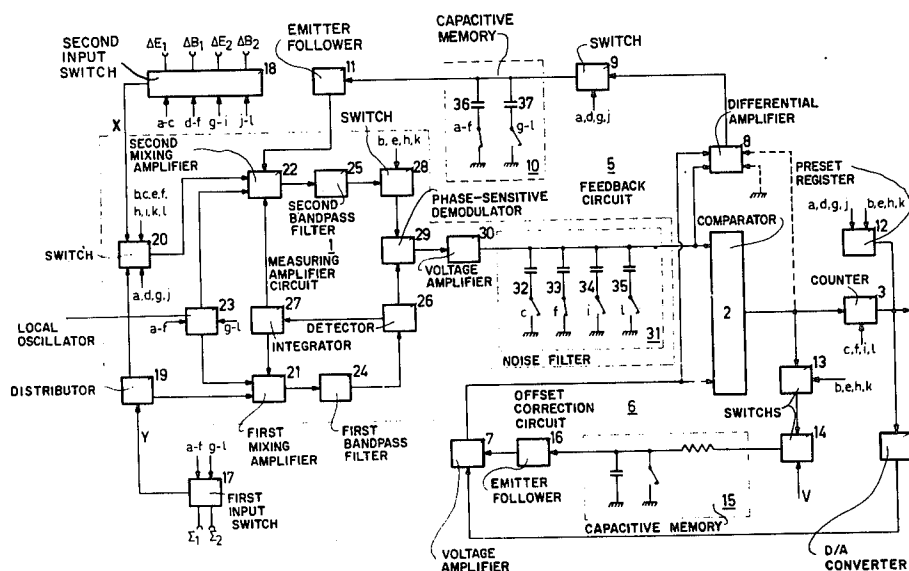 ΔE1 ΔB1 ΔE2 ΔB2
SECOND
INPUT
SWITCH
18
a-c d-f g-i j-l
EMITTER
FOLLOWER
11
CAPACITIVE
MEMORY
36 37
a-f g-l
10
SWITCH
9
a,d,g,j
DIFFERENTIAL
AMPLIFIER
8
5
FEEDBACK
CIRCUIT
X
SECOND
MIXING
AMPLIFIER
22
25
SECOND
BANDPASS
FILTER
SWITCH
b,e,h,k
28
PHASE-SENSITIVE
DEMODULATOR
29
30
VOLTAGE
AMPLIFIER
b,c,e,f,
h,i,k,l
SWITCH
20
a,d,g,j
1
MEASURING
AMPLIFIER
CIRCUIT
COMPARATOR
2
PRESET
REGISTER
a,d,g,j b,e,h,k
12
COUNTER
3
c,f,i,l
LOCAL
OSCILLATOR
a-f
23
g-l
27
INTEGRATOR
DETECTOR
26
32 33 34 35
c f i l
31
NOISE FILTER
DISTRIBUTOR
19
21
FIRST
MIXING
AMPLIFIER
24
FIRST
BANDPASS
FILTER
OFFSET
CORRECTION
CIRCUIT
6
13
b,e,h,k
SWITCHS
14
V
Y
a-f g-l
17
FIRST
INPUT
SWITCH
Σ1 Σ2
7
VOLTAGE
AMPLIFIER
16
EMITTER
FOLLOWER
15
CAPACITIVE MEMORY
D/A
CONVERTER